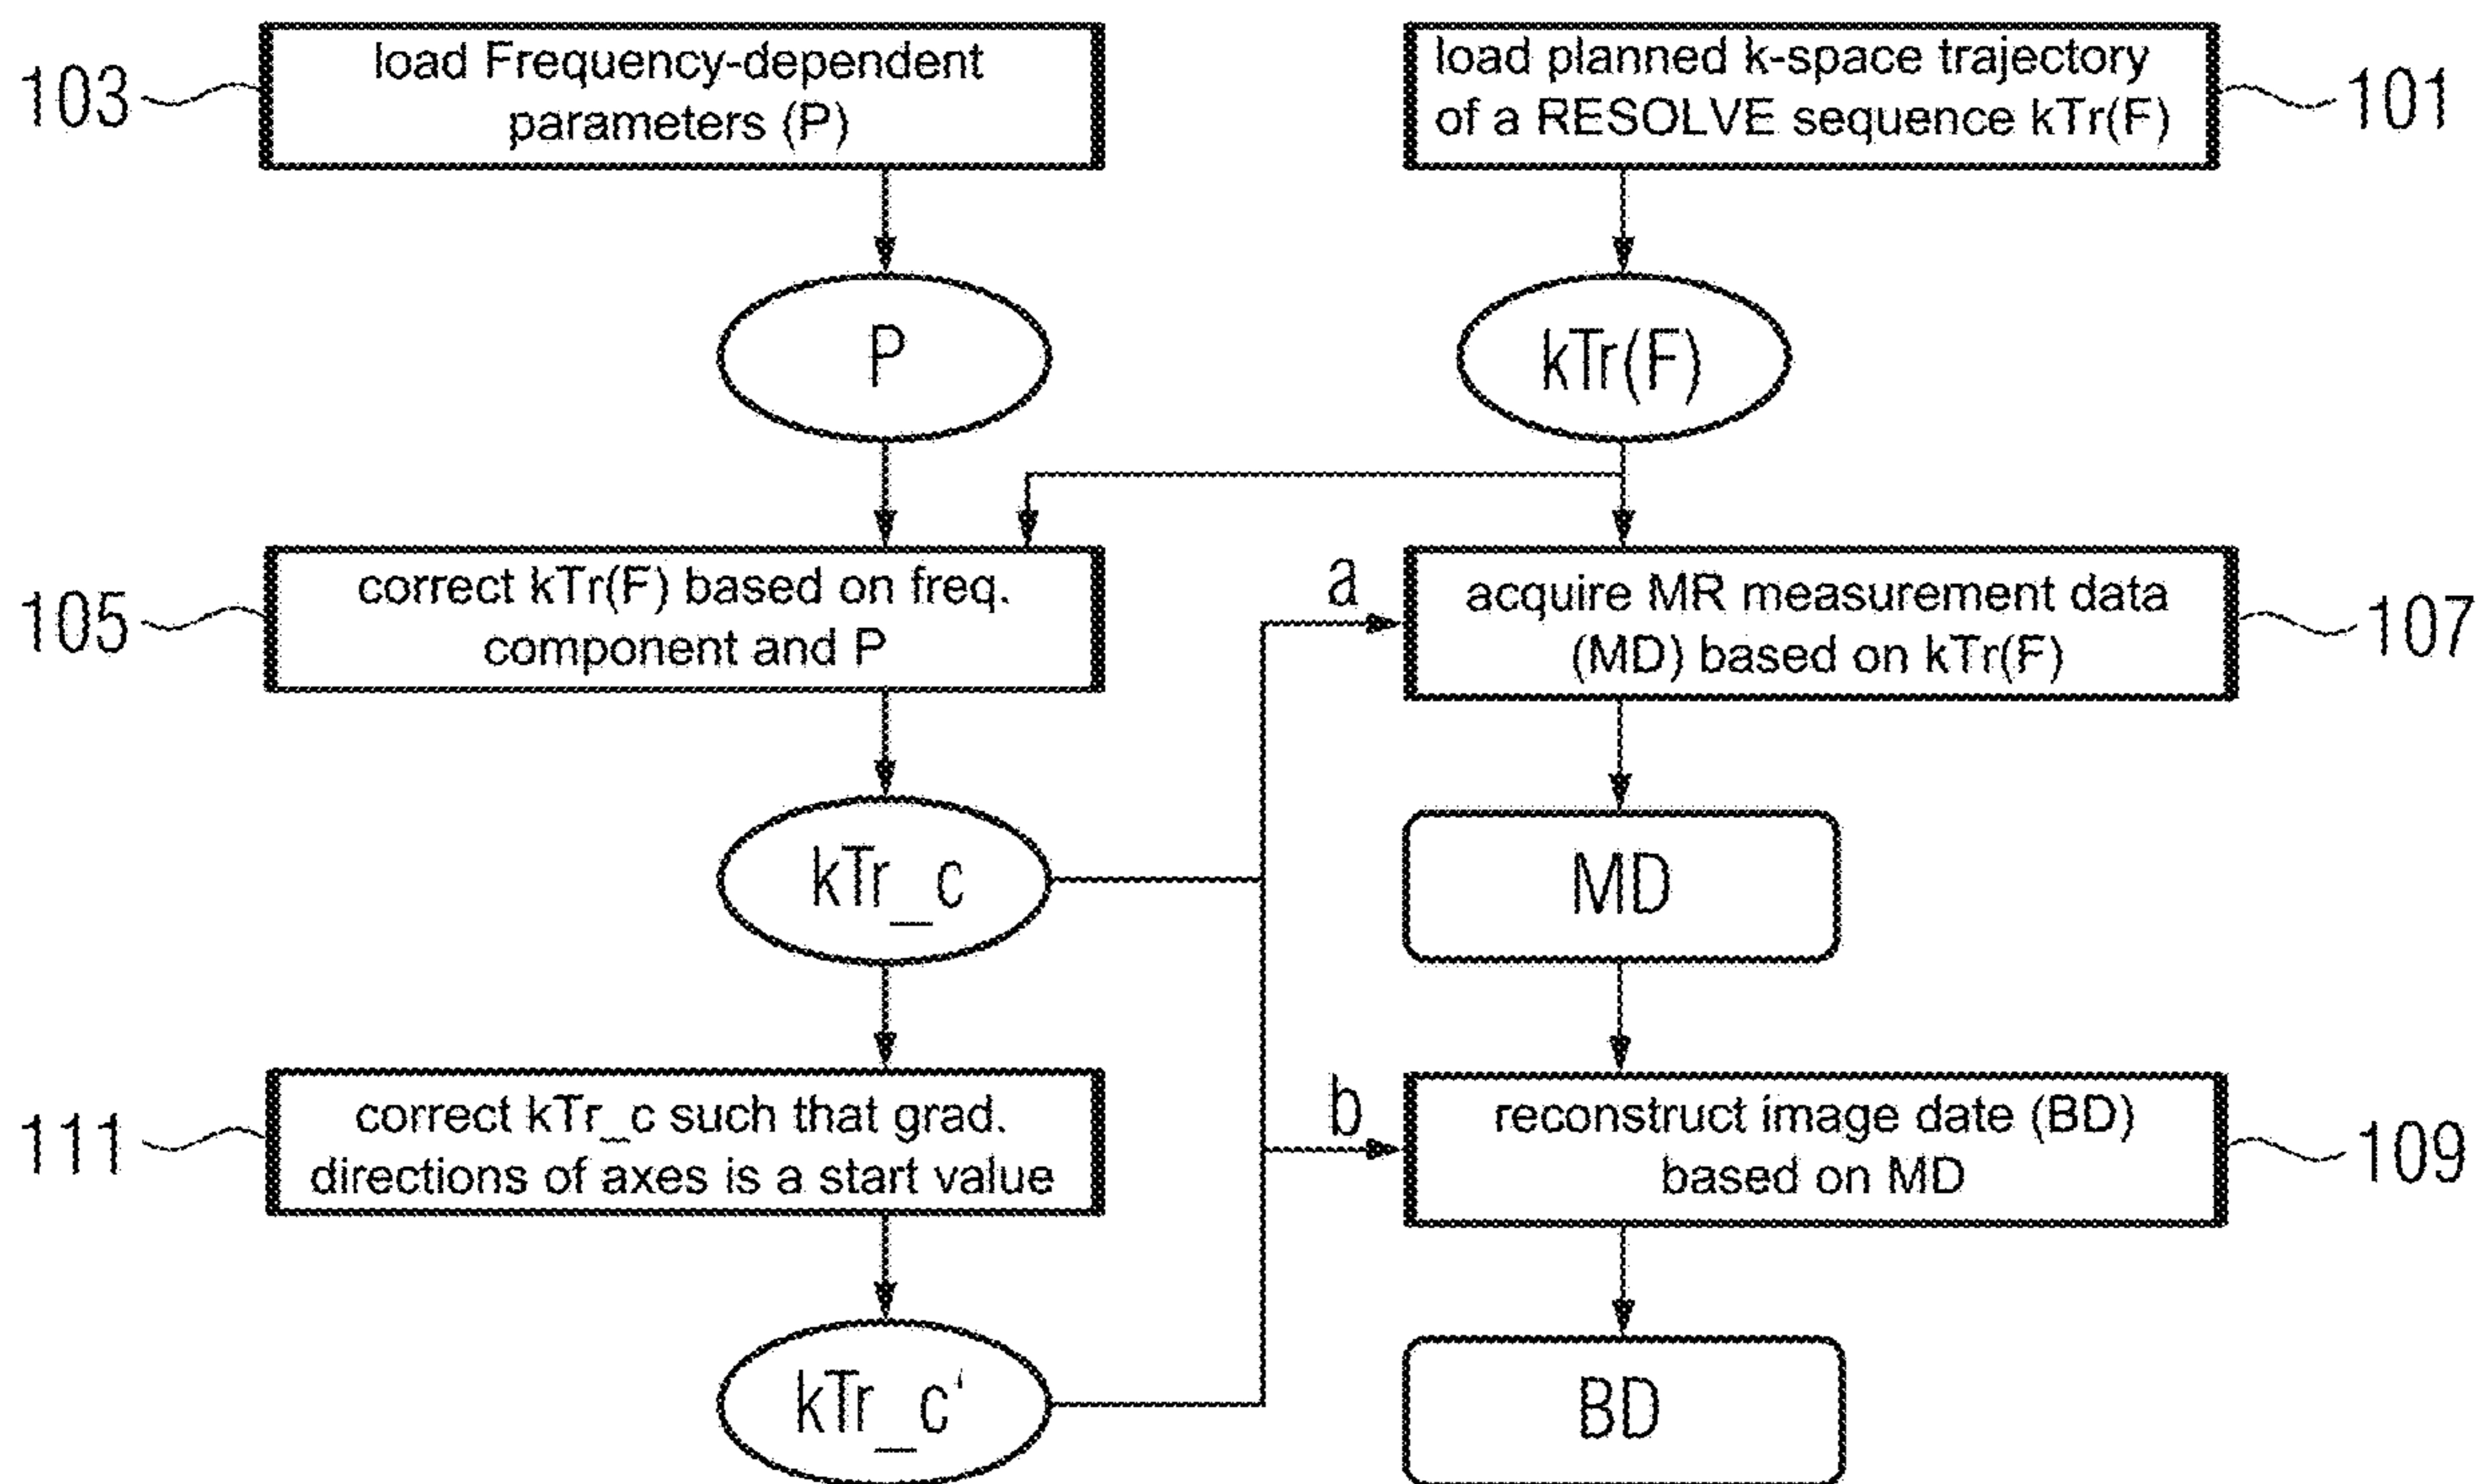 load Frequency-dependent
parameters (P)
103
load planned k-space trajectory
of a RESOLVE sequence kTr(F)
101
P
kTr(F)
105
correct kTr(F) based on freq.
component and P
a
acquire MR measurement data
(MD) based on kTr(F)
107
kTr_c
MD
111
correct kTr_c such that grad.
directions of axes is a start value
b
reconstruct image date (BD)
based on MD
109
kTr_c‘
BD